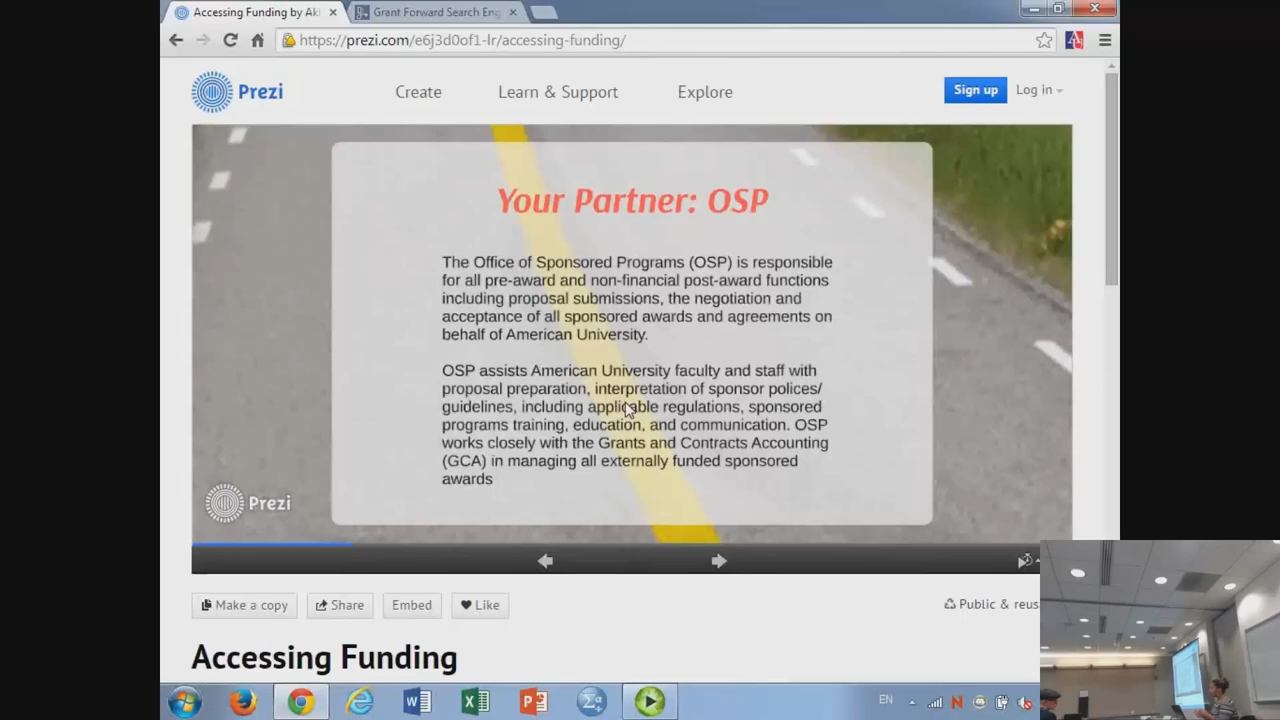 Accessing Funding by Ak
Grant Forward Search Eng
https://prezi.com/e6j3d0of1-lr/accessing-funding/
Prezi
Create
Learn & Support
Explore
Sign up
Log in
Your Partner: OSP
The Office of Sponsored Programs (OSP) is responsible
for all pre-award and non-financial post-award functions
including proposal submissions, the negotiation and
acceptance of all sponsored awards and agreements on
behalf of American University.
OSP assists American University faculty and staff with
proposal preparation, interpretation of sponsor polices/
guidelines, including applicable regulations, sponsored
programs training, education, and communication. OSP
works closely with the Grants and Contracts Accounting
(GCA) in managing all externally funded sponsored
awards
Prezi
Make a copy
Share
Embed
Like
Public & reus
Accessing Funding
EN